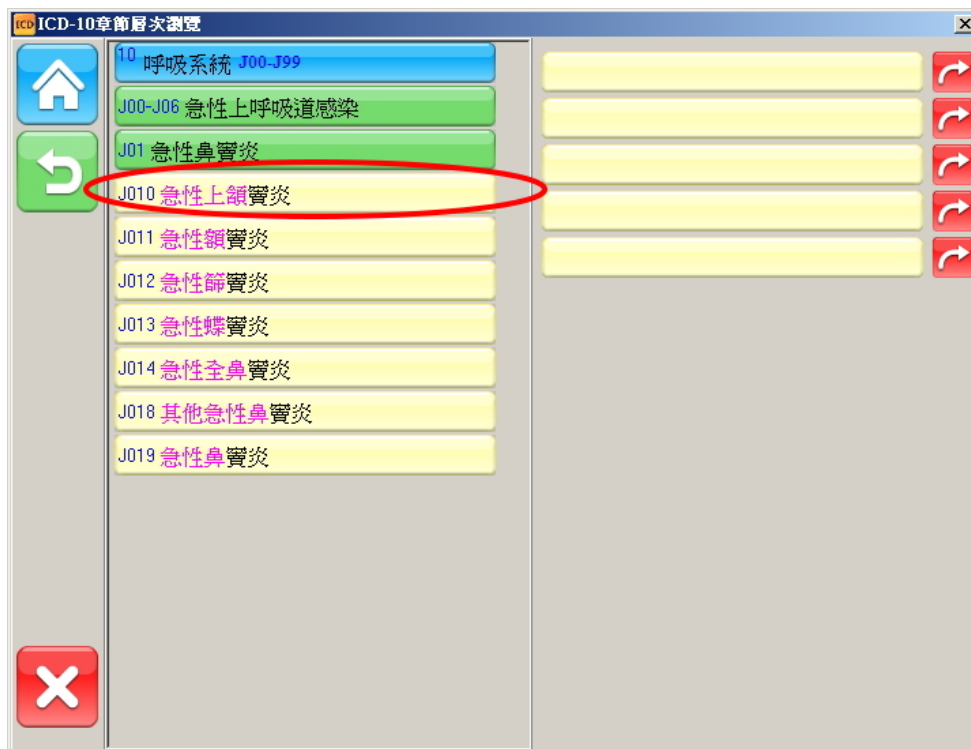 ICD ICD-10章節層次瀏覽
10 呼吸系統 J00-J99
J00-J06 急性上呼吸道感染
J01 急性鼻竇炎
J010 急性上頷竇炎
J011 急性額竇炎
J012 急性篩竇炎
J013 急性蝶竇炎
J014 急性全鼻竇炎
J018 其他急性鼻竇炎
J019 急性鼻竇炎